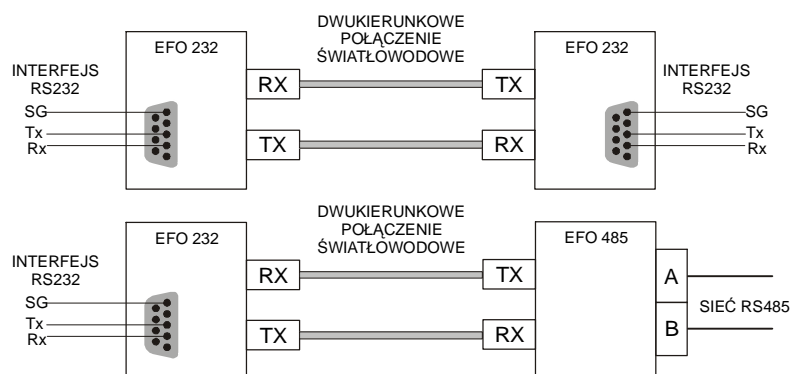 DWUKIERUNKOWE
POŁĄCZENIE
ŚWIATŁOWODOWE
EFO 232
EFO 232
INTERFEJS
RS232
SG
Tx
Rx
RX
TX
TX
RX
INTERFEJS
RS232
SG
Tx
Rx
DWUKIERUNKOWE
POŁĄCZENIE
ŚWIATŁOWODOWE
EFO 232
EFO 485
INTERFEJS
RS232
SG
Tx
Rx
RX
TX
TX
RX
A
B
SIEĆ RS485